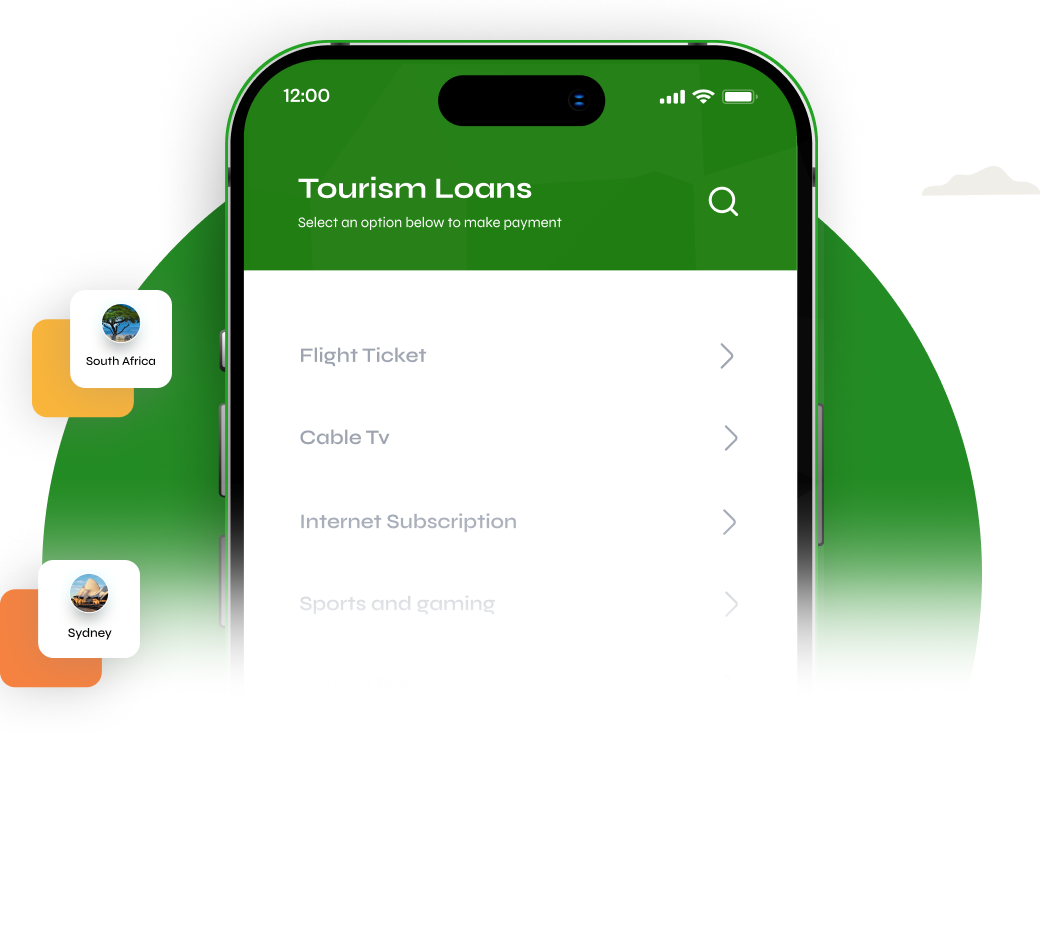 12:00
Tourism Loans
Select an option below to make payment
South Africa
Flight Ticket
Cable Tv
Internet Subscription
Sports and gaming
Sydney